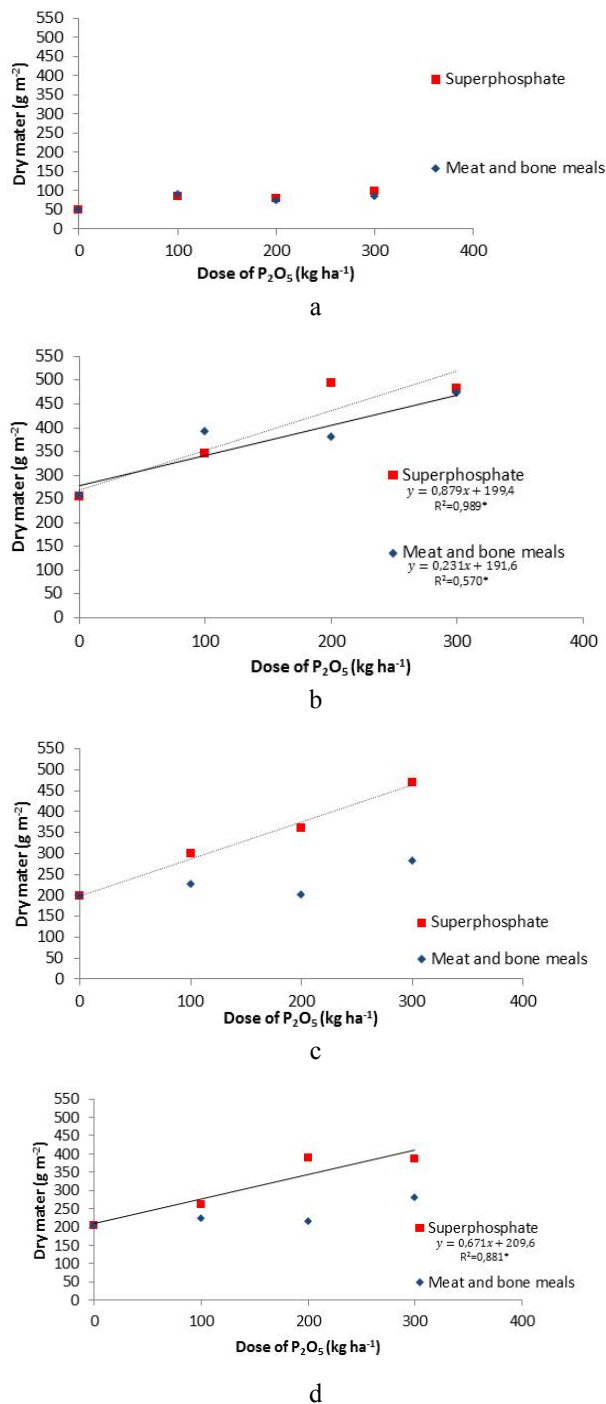 550
500
450
400
350
300
250
200
150
100
50
0
Dry mater (g m⁻²)
Superphosphate
Meat and bone meals
0 100 200 300 400
Dose of P₂O₅ (kg ha⁻¹)
a
550
500
450
400
350
300
250
200
150
100
50
0
Dry mater (g m⁻²)
Superphosphate
y = 0,879x + 199,4
R²=0,989*
Meat and bone meals
y = 0,231x + 191,6
R²=0,570*
0 100 200 300 400
Dose of P₂O₅ (kg ha⁻¹)
b
550
500
450
400
350
300
250
200
150
100
50
0
Dry mater (g m⁻²)
Superphosphate
Meat and bone meals
0 100 200 300 400
Dose of P₂O₅ (kg ha⁻¹)
c
550
500
450
400
350
300
250
200
150
100
50
0
Dry mater (g m⁻²)
Superphosphate
y = 0,671x + 209,6
R²=0,881*
Meat and bone meals
0 100 200 300 400
Dose of P₂O₅ (kg ha⁻¹)
d